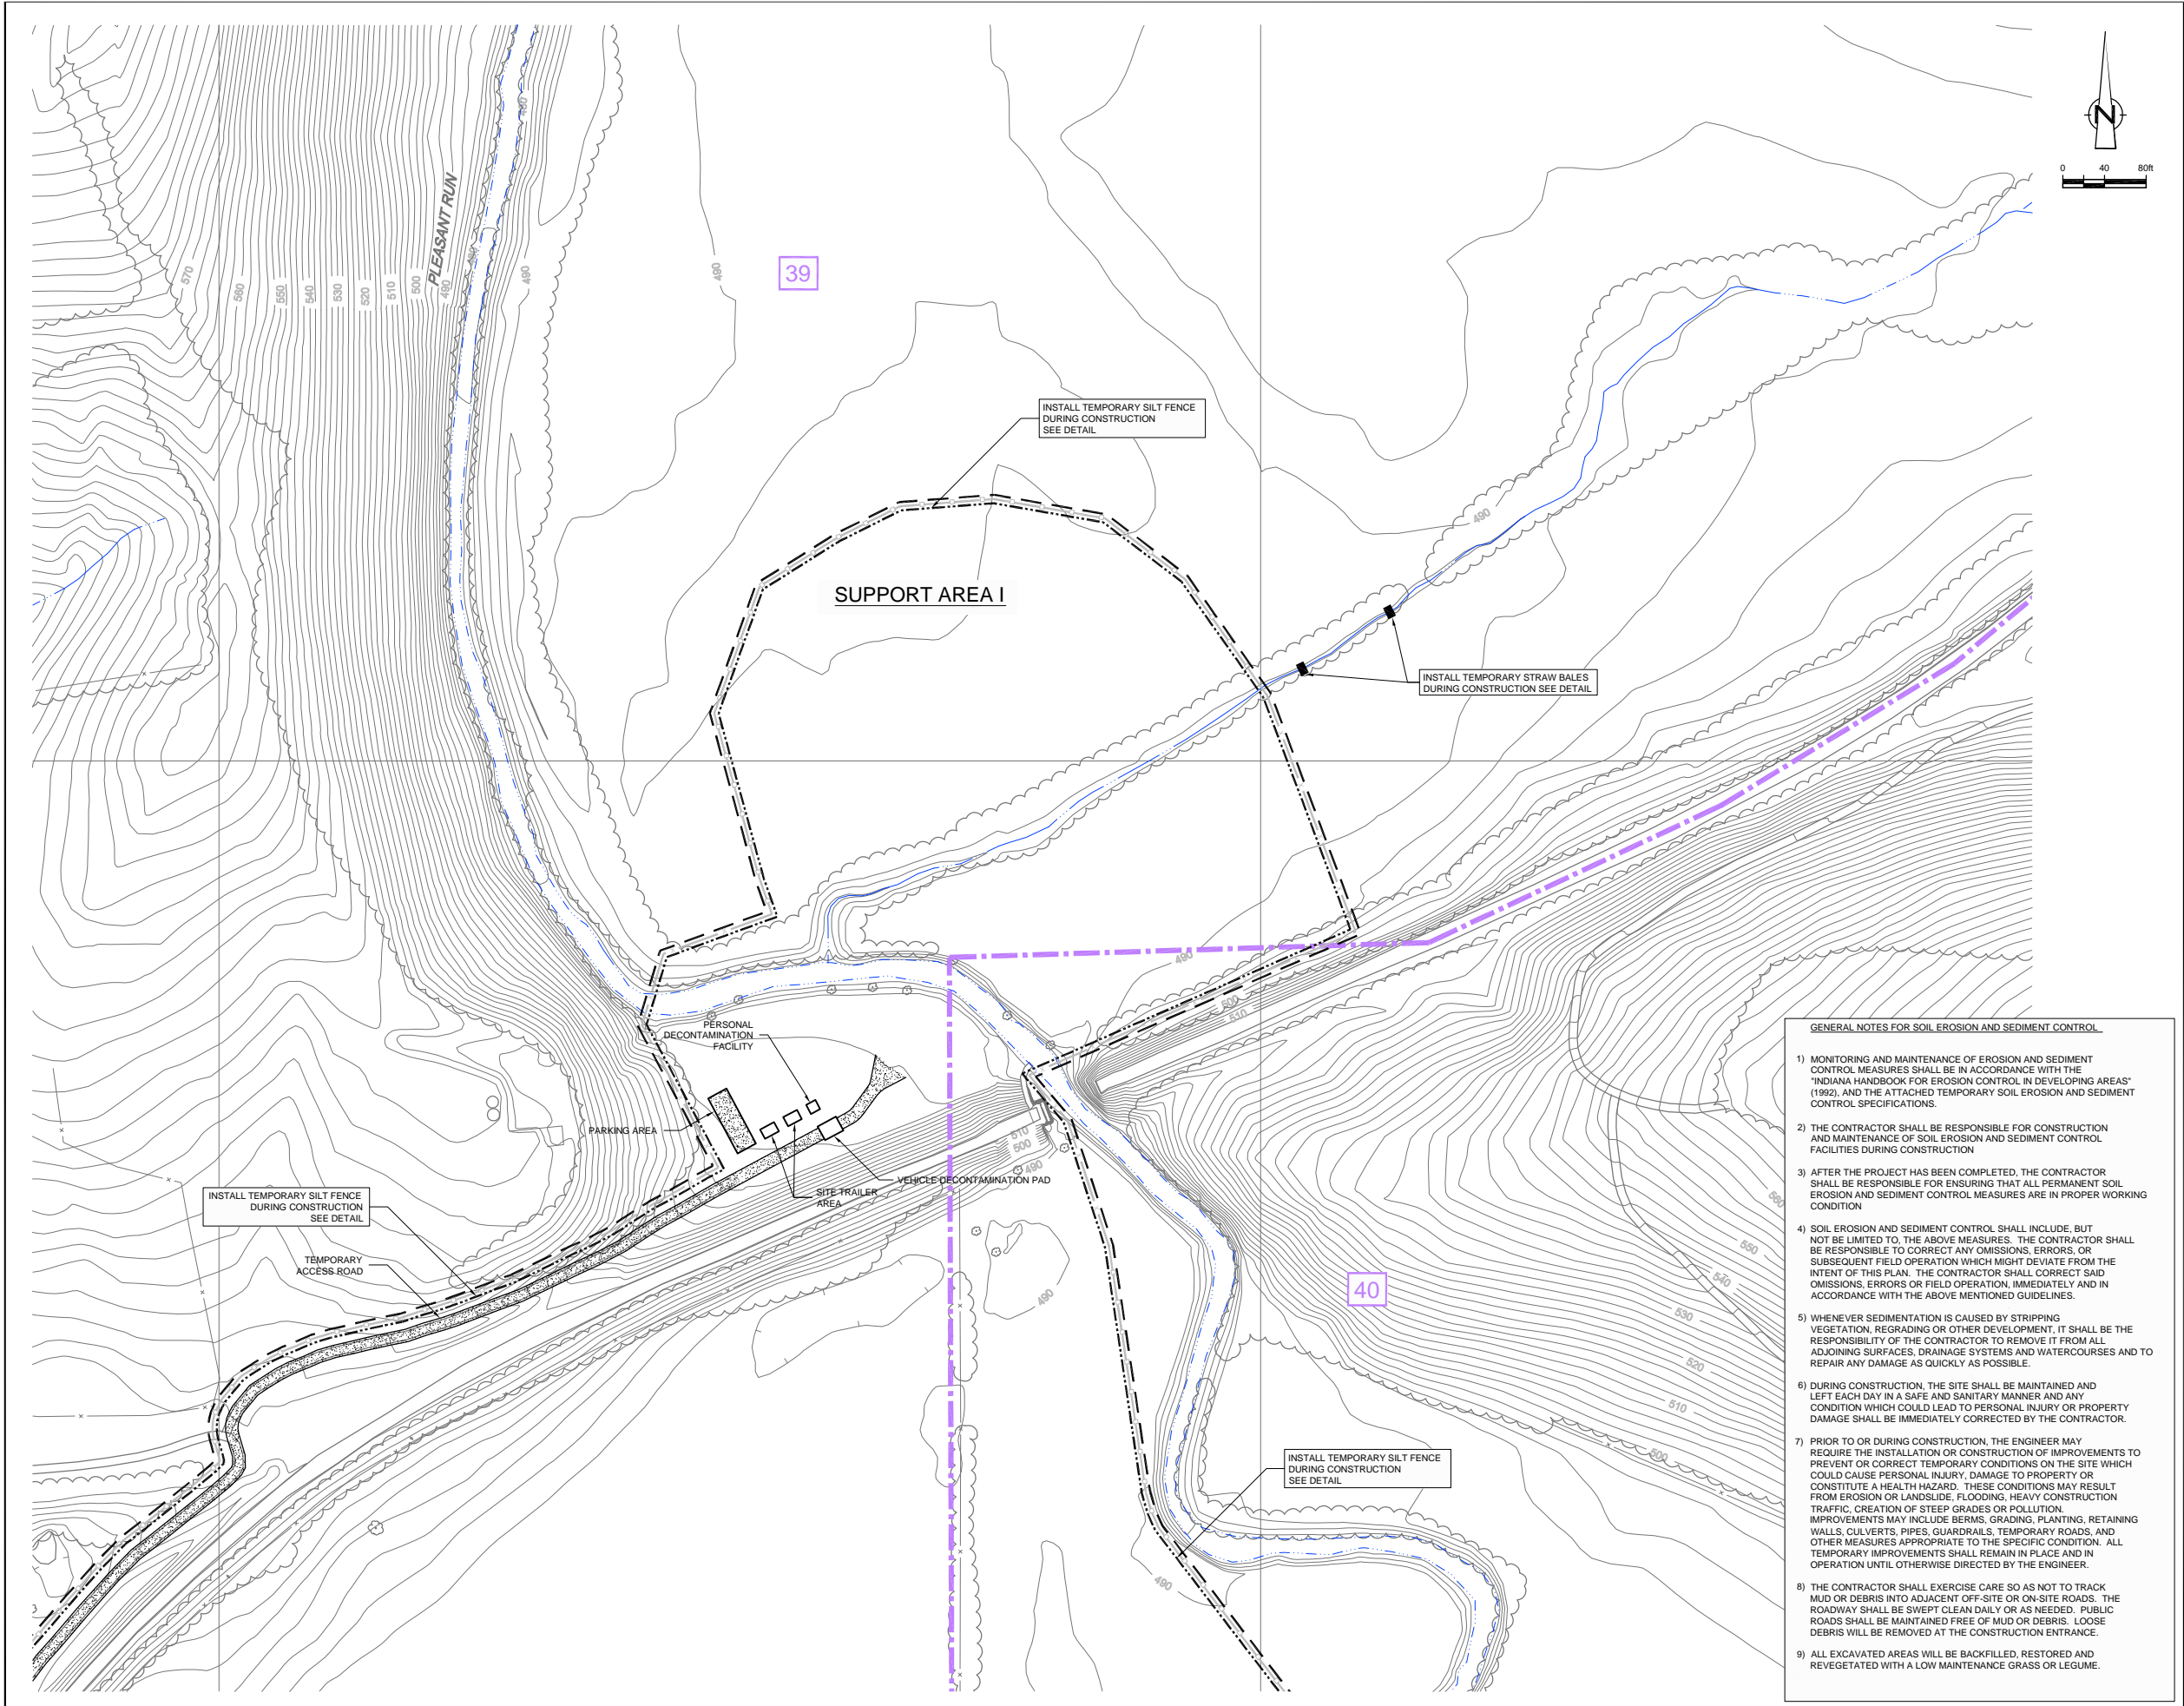 N
0 40 80ft
PLEASANT RUN
570
560
550
540
530
520
510
500
490
480
490
490
39
INSTALL TEMPORARY SILT FENCE
DURING CONSTRUCTION
SEE DETAIL
490
SUPPORT AREA I
INSTALL TEMPORARY STRAW BALES
DURING CONSTRUCTION SEE DETAIL
490
500
510
PERSONAL
DECONTAMINATION
FACILITY
PARKING AREA
510
500
490
VEHICLE DECONTAMINATION PAD
SITE TRAILER
AREA
INSTALL TEMPORARY SILT FENCE
DURING CONSTRUCTION
SEE DETAIL
TEMPORARY
ACCESS ROAD
490
40
560
550
540
530
520
510
500
INSTALL TEMPORARY SILT FENCE
DURING CONSTRUCTION
SEE DETAIL
490
GENERAL NOTES FOR SOIL EROSION AND SEDIMENT CONTROL
1) MONITORING AND MAINTENANCE OF EROSION AND SEDIMENT
CONTROL MEASURES SHALL BE IN ACCORDANCE WITH THE
"INDIANA HANDBOOK FOR EROSION CONTROL IN DEVELOPING AREAS"
(1992), AND THE ATTACHED TEMPORARY SOIL EROSION AND SEDIMENT
CONTROL SPECIFICATIONS.
2) THE CONTRACTOR SHALL BE RESPONSIBLE FOR CONSTRUCTION
AND MAINTENANCE OF SOIL EROSION AND SEDIMENT CONTROL
FACILITIES DURING CONSTRUCTION
3) AFTER THE PROJECT HAS BEEN COMPLETED, THE CONTRACTOR
SHALL BE RESPONSIBLE FOR ENSURING THAT ALL PERMANENT SOIL
EROSION AND SEDIMENT CONTROL MEASURES ARE IN PROPER WORKING
CONDITION
4) SOIL EROSION AND SEDIMENT CONTROL SHALL INCLUDE, BUT
NOT BE LIMITED TO, THE ABOVE MEASURES. THE CONTRACTOR SHALL
BE RESPONSIBLE TO CORRECT ANY OMISSIONS, ERRORS, OR
SUBSEQUENT FIELD OPERATION WHICH MIGHT DEVIATE FROM THE
INTENT OF THIS PLAN. THE CONTRACTOR SHALL CORRECT SAID
OMISSIONS, ERRORS OR FIELD OPERATION, IMMEDIATELY AND IN
ACCORDANCE WITH THE ABOVE MENTIONED GUIDELINES.
5) WHENEVER SEDIMENTATION IS CAUSED BY STRIPPING
VEGETATION, REGRADING OR OTHER DEVELOPMENT, IT SHALL BE THE
RESPONSIBILITY OF THE CONTRACTOR TO REMOVE IT FROM ALL
ADJOINING SURFACES, DRAINAGE SYSTEMS AND WATERCOURSES AND TO
REPAIR ANY DAMAGE AS QUICKLY AS POSSIBLE.
6) DURING CONSTRUCTION, THE SITE SHALL BE MAINTAINED AND
LEFT EACH DAY IN A SAFE AND SANITARY MANNER AND ANY
CONDITION WHICH COULD LEAD TO PERSONAL INJURY OR PROPERTY
DAMAGE SHALL BE IMMEDIATELY CORRECTED BY THE CONTRACTOR.
7) PRIOR TO OR DURING CONSTRUCTION, THE ENGINEER MAY
REQUIRE THE INSTALLATION OR CONSTRUCTION OF IMPROVEMENTS TO
PREVENT OR CORRECT TEMPORARY CONDITIONS ON THE SITE WHICH
COULD CAUSE PERSONAL INJURY, DAMAGE TO PROPERTY OR
CONSTITUTE A HEALTH HAZARD. THESE CONDITIONS MAY RESULT
FROM EROSION OR LANDSLIDE, FLOODING, HEAVY CONSTRUCTION
TRAFFIC, CREATION OF STEEP GRADES OR POLLUTION.
IMPROVEMENTS MAY INCLUDE BERMS, GRADING, PLANTING, RETAINING
WALLS, CULVERTS, PIPES, GUARDRAILS, TEMPORARY ROADS, AND
OTHER MEASURES APPROPRIATE TO THE SPECIFIC CONDITION. ALL
TEMPORARY IMPROVEMENTS SHALL REMAIN IN PLACE AND IN
OPERATION UNTIL OTHERWISE DIRECTED BY THE ENGINEER.
8) THE CONTRACTOR SHALL EXERCISE CARE SO AS NOT TO TRACK
MUD OR DEBRIS INTO ADJACENT OFF-SITE OR ON-SITE ROADS. THE
ROADWAY SHALL BE SWEPT CLEAN DAILY OR AS NEEDED. PUBLIC
ROADS SHALL BE MAINTAINED FREE OF MUD OR DEBRIS. LOOSE
DEBRIS WILL BE REMOVED AT THE CONSTRUCTION ENTRANCE.
9) ALL EXCAVATED AREAS WILL BE BACKFILLED, RESTORED AND
REVEGETATED WITH A LOW MAINTENANCE GRASS OR LEGUME.